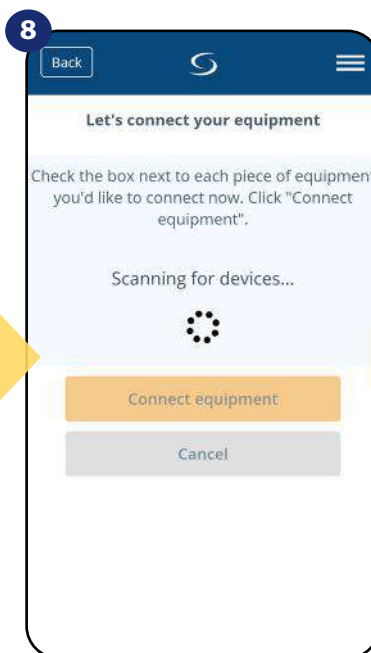 8
Back
Let's connect your equipment
Check the box next to each piece of equipment
you'd like to connect now. Click "Connect
equipment".
Scanning for devices...
Connect equipment
Cancel